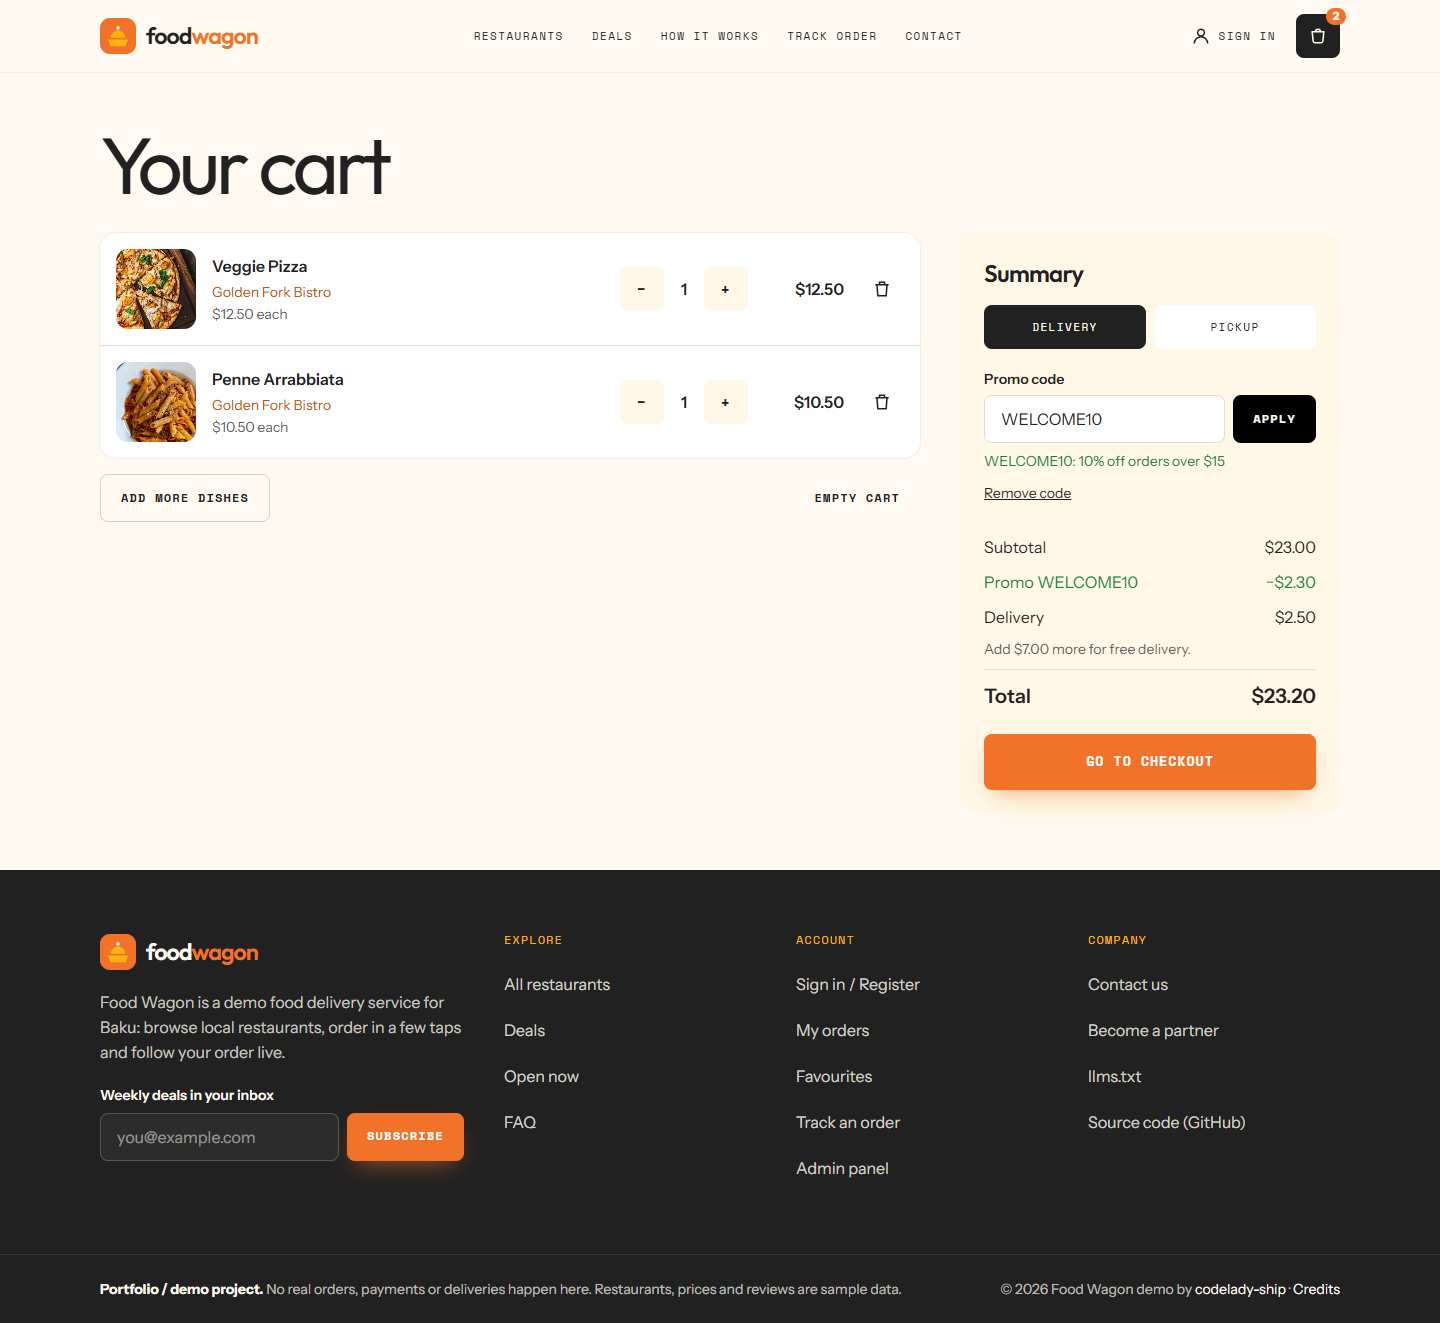 foodwagon
RESTAURANTS DEALS HOW IT WORKS TRACK ORDER CONTACT
SIGN IN
2
Your cart
Veggie Pizza
Golden Fork Bistro
$12.50 each
- 1 + $12.50
Penne Arrabbiata
Golden Fork Bistro
$10.50 each
- 1 + $10.50
ADD MORE DISHES
EMPTY CART
Summary
DELIVERY PICKUP
Promo code
WELCOME10 APPLY
WELCOME10: 10% off orders over $15
Remove code
Subtotal $23.00
Promo WELCOME10 −$2.30
Delivery $2.50
Add $7.00 more for free delivery.
Total $23.20
GO TO CHECKOUT
foodwagon
Food Wagon is a demo food delivery service for
Baku: browse local restaurants, order in a few taps
and follow your order live.
Weekly deals in your inbox
you@example.com SUBSCRIBE
EXPLORE
All restaurants
Deals
Open now
FAQ
ACCOUNT
Sign in / Register
My orders
Favourites
Track an order
Admin panel
COMPANY
Contact us
Become a partner
llms.txt
Source code (GitHub)
Portfolio / demo project. No real orders, payments or deliveries happen here. Restaurants, prices and reviews are sample data.
© 2026 Food Wagon demo by codelady-ship · Credits